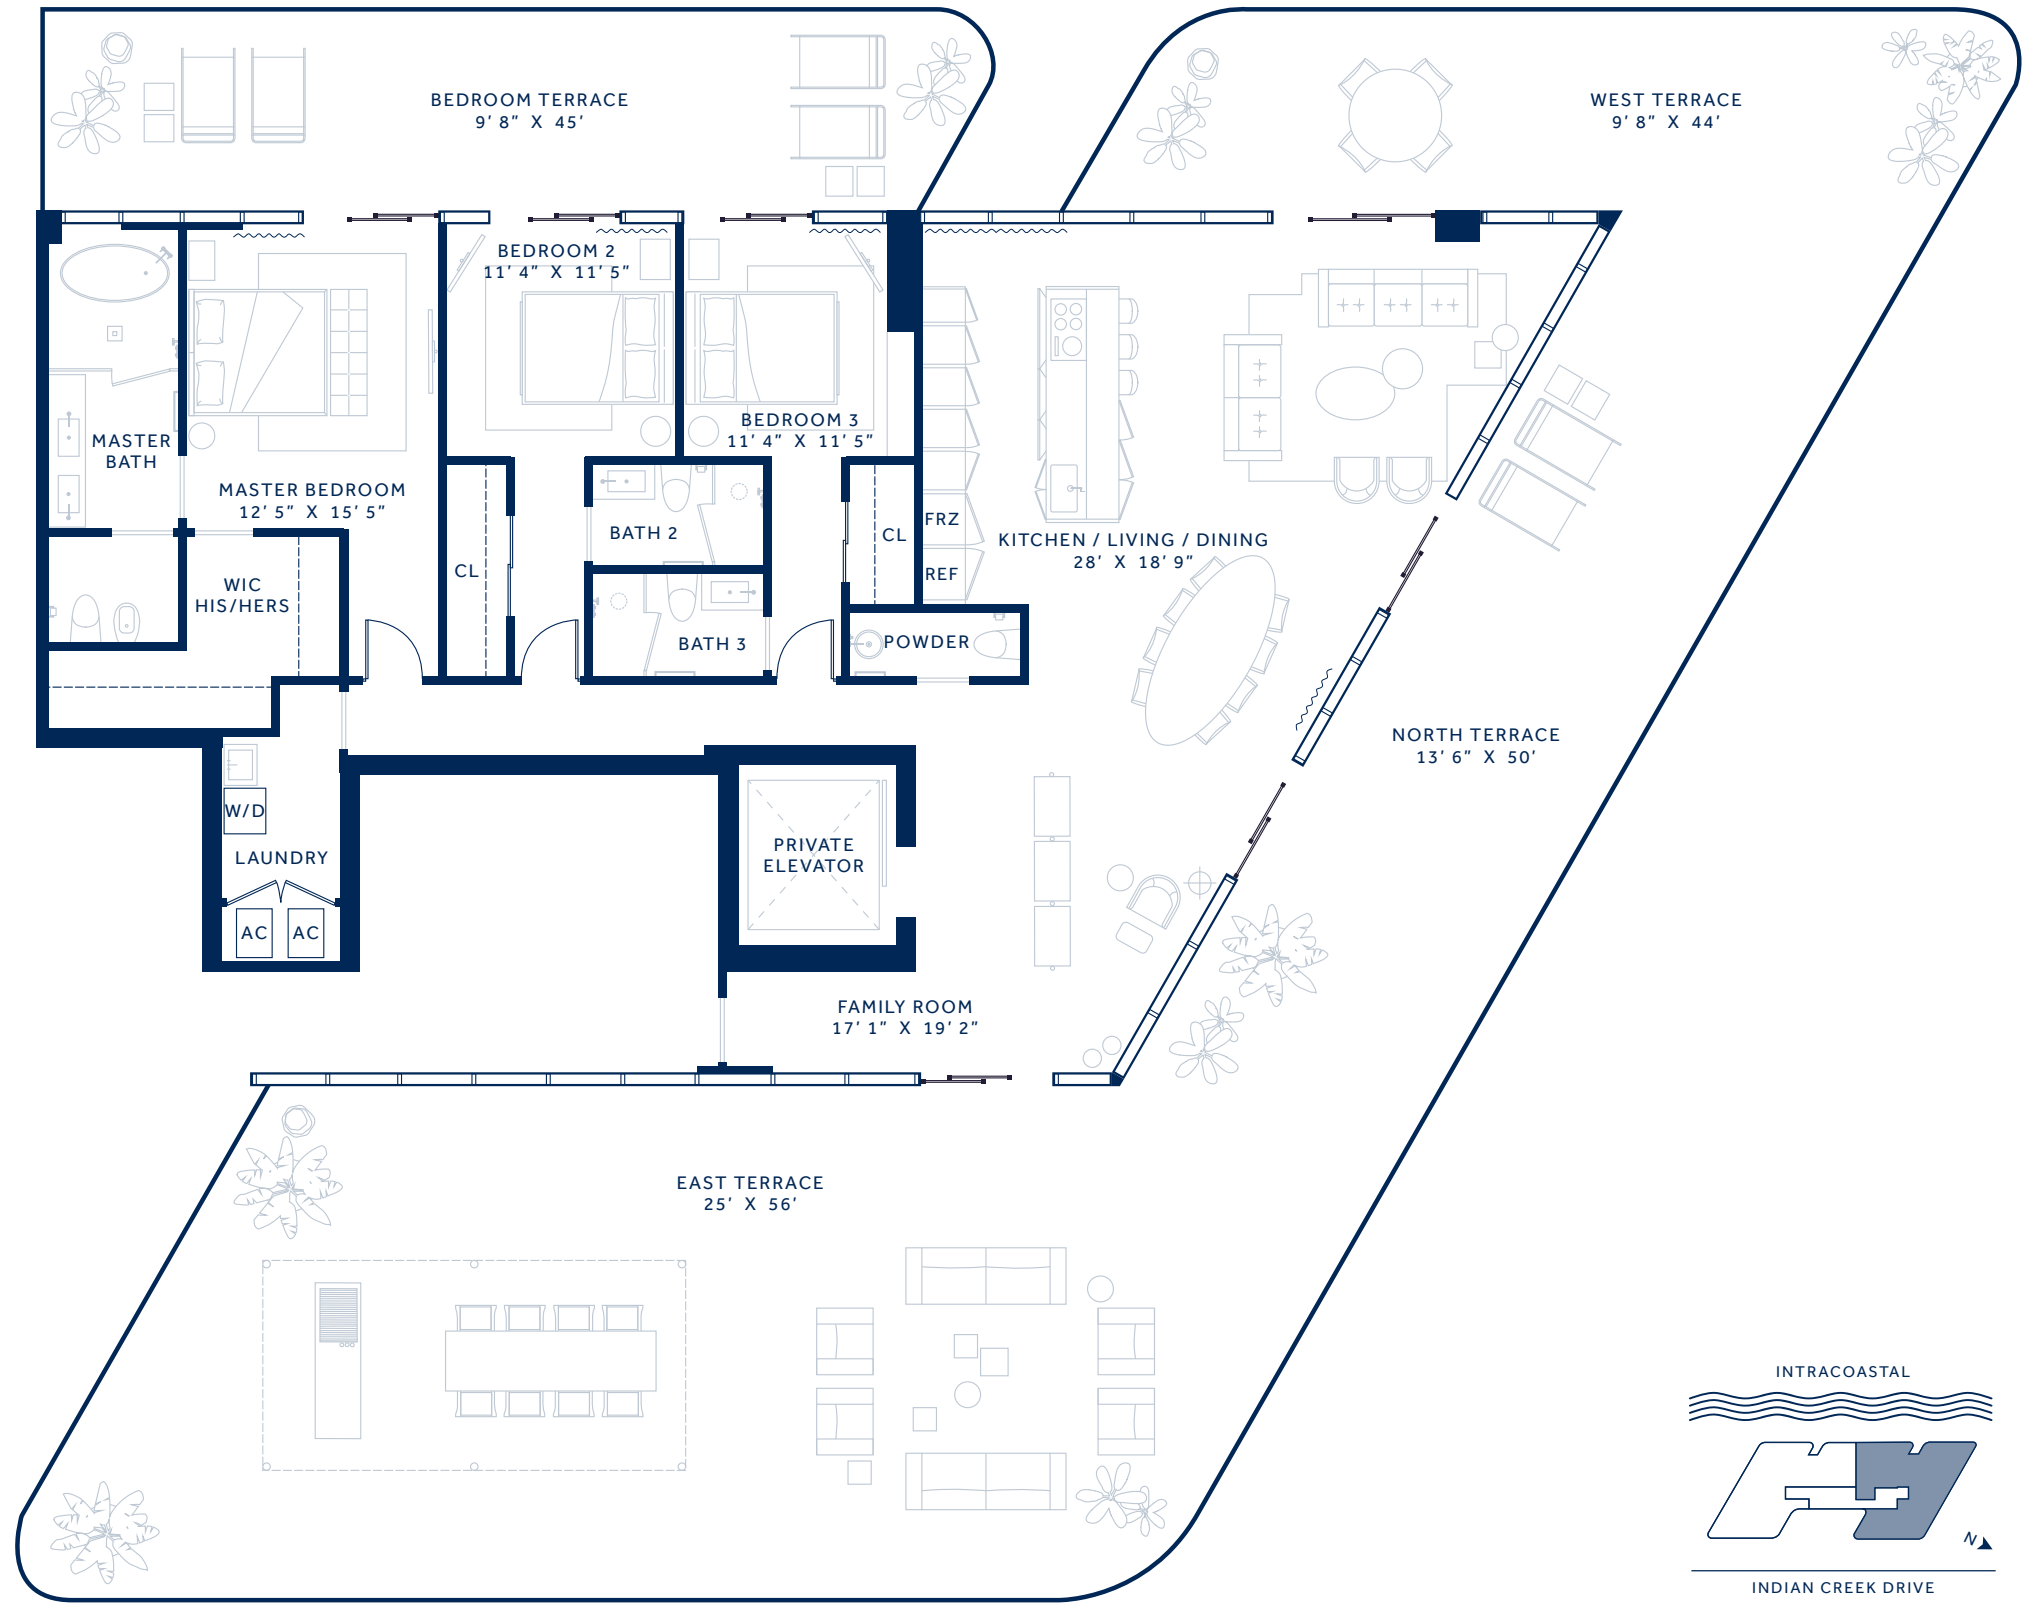 BEDROOM TERRACE
9’ 8” X 45’
WEST TERRACE
9’ 8” X 44’
BEDROOM 2
11’ 4” X 11’ 5”
BEDROOM 3
11’ 4” X 11’ 5”
MASTER
BATH
MASTER BEDROOM
12’ 5” X 15’ 5”
BATH 2
CL
FRZ
KITCHEN / LIVING / DINING
28’ X 18’ 9”
CL
REF
WIC
HIS/HERS
BATH 3
POWDER
NORTH TERRACE
13’ 6” X 50’
W/D
LAUNDRY
PRIVATE
ELEVATOR
AC
AC
FAMILY ROOM
17’ 1” X 19’ 2”
EAST TERRACE
25’ X 56’
INTRACOASTAL
N
INDIAN CREEK DRIVE